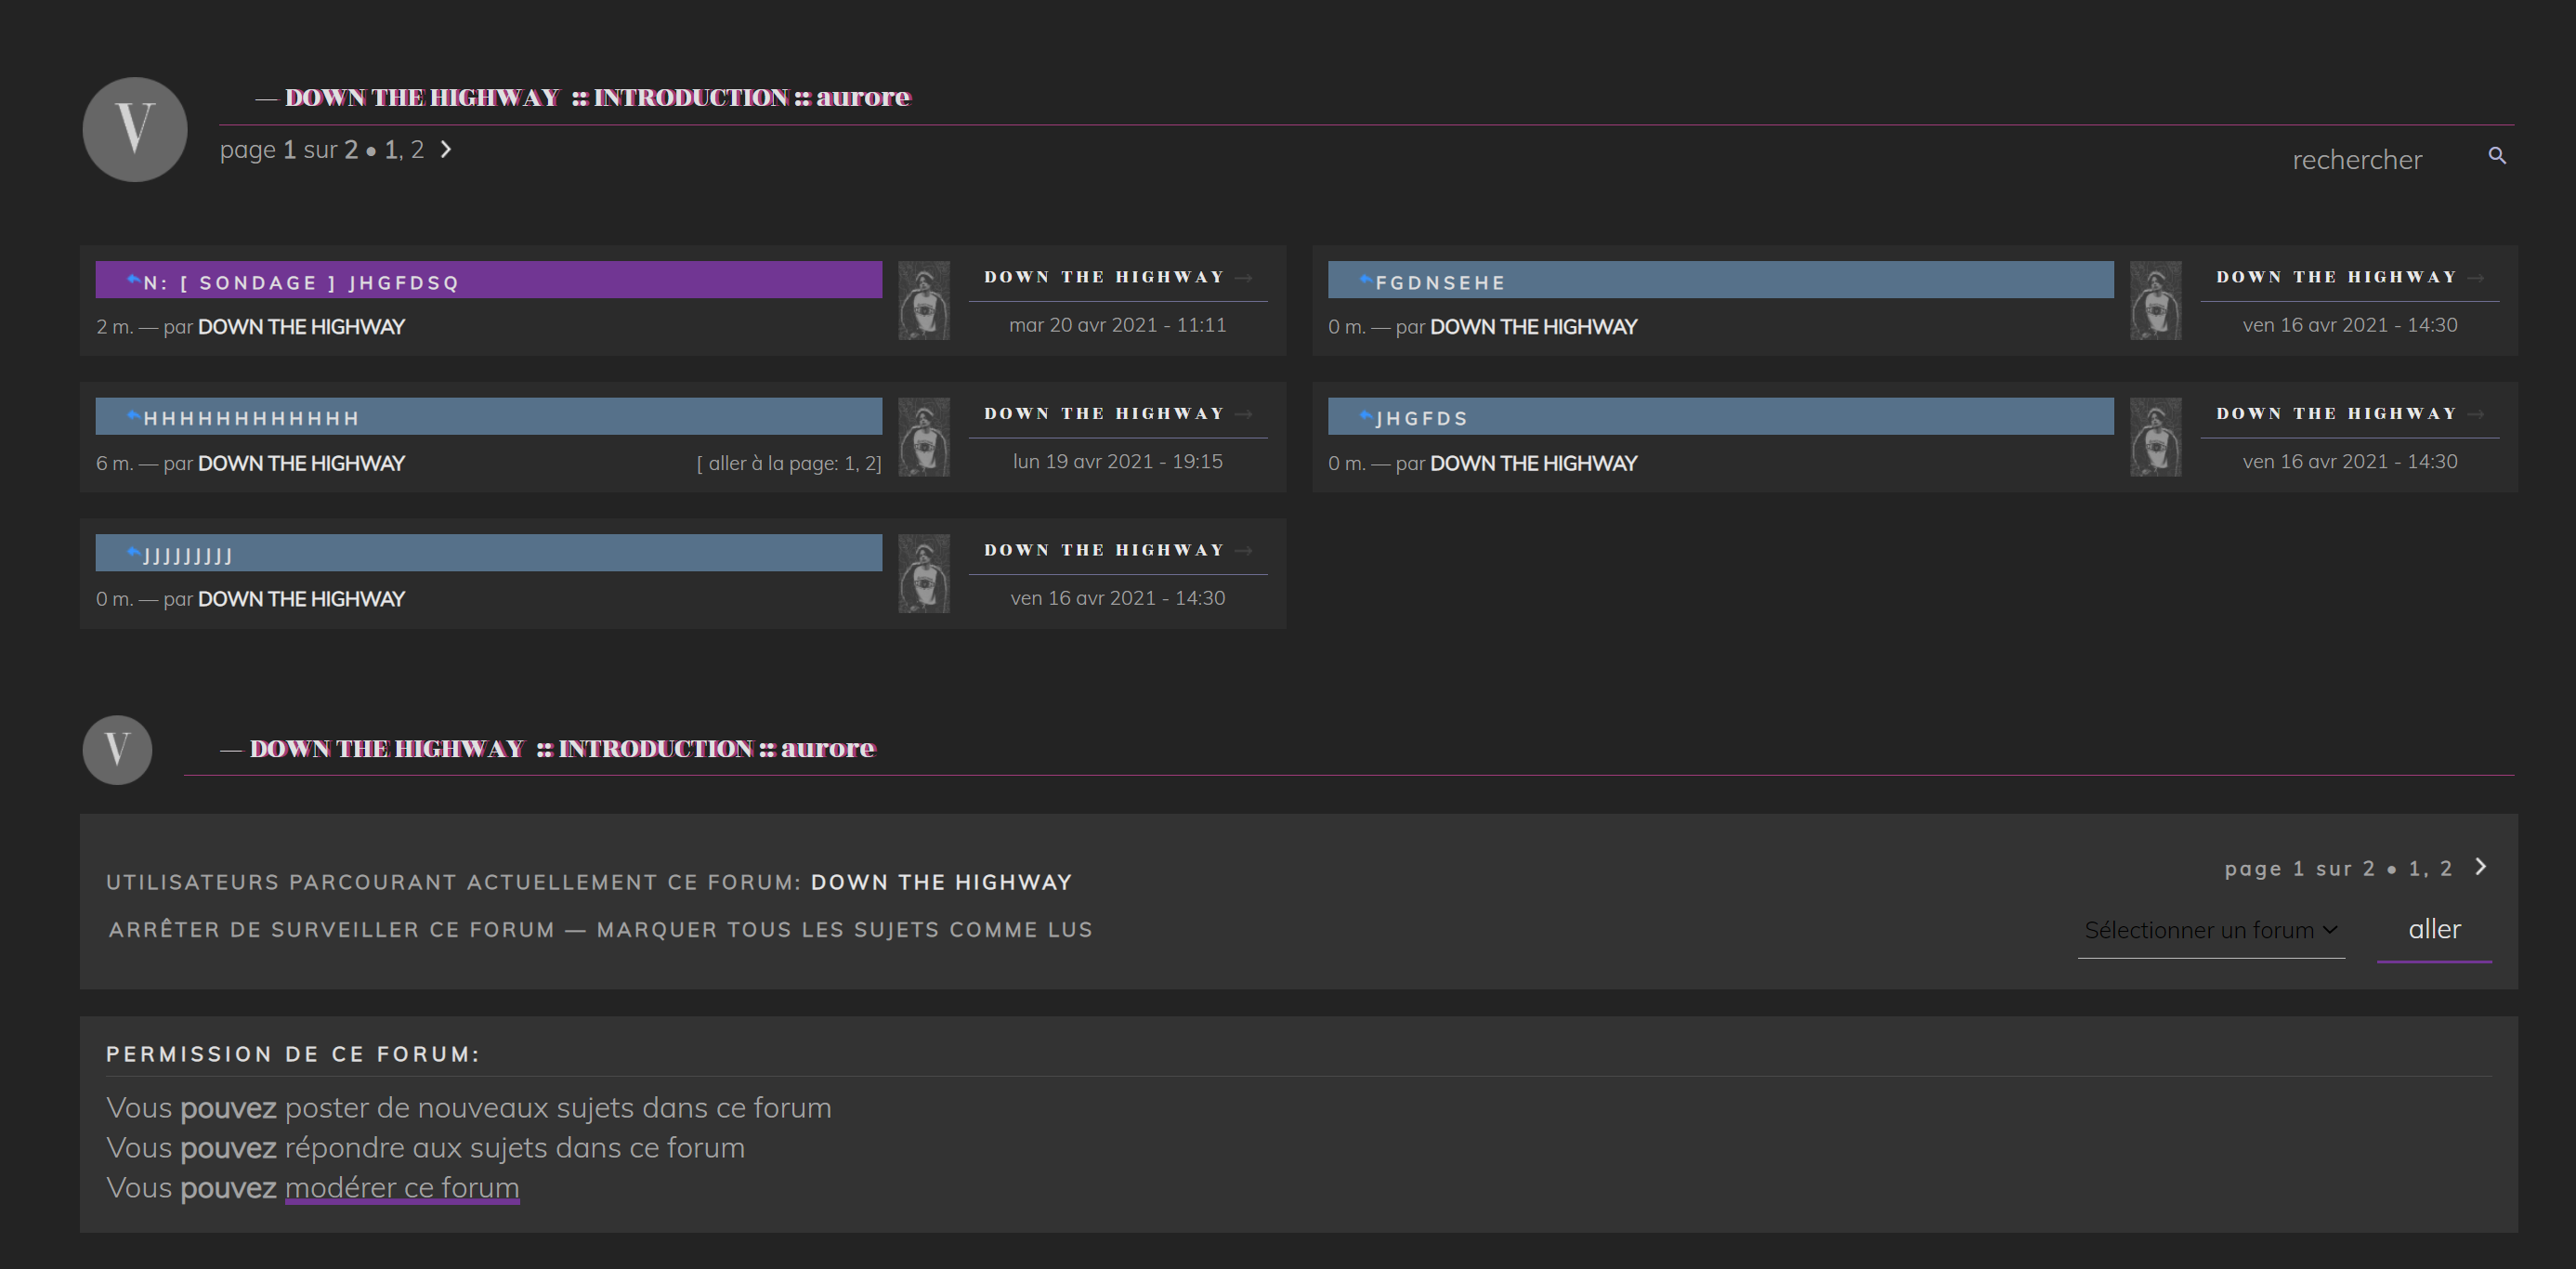 V
— DOWN THE HIGHWAY :: INTRODUCTION :: aurore
page 1 sur 2 • 1, 2
rechercher
N: [ SONDAGE ] JHGFDSQ
2 m. — par DOWN THE HIGHWAY
DOWN THE HIGHWAY →
mar 20 avr 2021 - 11:11
FGDNSEHE
0 m. — par DOWN THE HIGHWAY
DOWN THE HIGHWAY →
ven 16 avr 2021 - 14:30
HHHHHHHHHHHHH
6 m. — par DOWN THE HIGHWAY
[ aller à la page: 1, 2]
DOWN THE HIGHWAY →
lun 19 avr 2021 - 19:15
JHGFDS
0 m. — par DOWN THE HIGHWAY
DOWN THE HIGHWAY →
ven 16 avr 2021 - 14:30
JJJJJJJJJ
0 m. — par DOWN THE HIGHWAY
DOWN THE HIGHWAY →
ven 16 avr 2021 - 14:30
V
— DOWN THE HIGHWAY :: INTRODUCTION :: aurore
UTILISATEURS PARCOURANT ACTUELLEMENT CE FORUM: DOWN THE HIGHWAY
ARRÊTER DE SURVEILLER CE FORUM — MARQUER TOUS LES SUJETS COMME LUS
page 1 sur 2 • 1, 2
Sélectionner un forum
aller
PERMISSION DE CE FORUM:
Vous pouvez poster de nouveaux sujets dans ce forum
Vous pouvez répondre aux sujets dans ce forum
Vous pouvez modérer ce forum